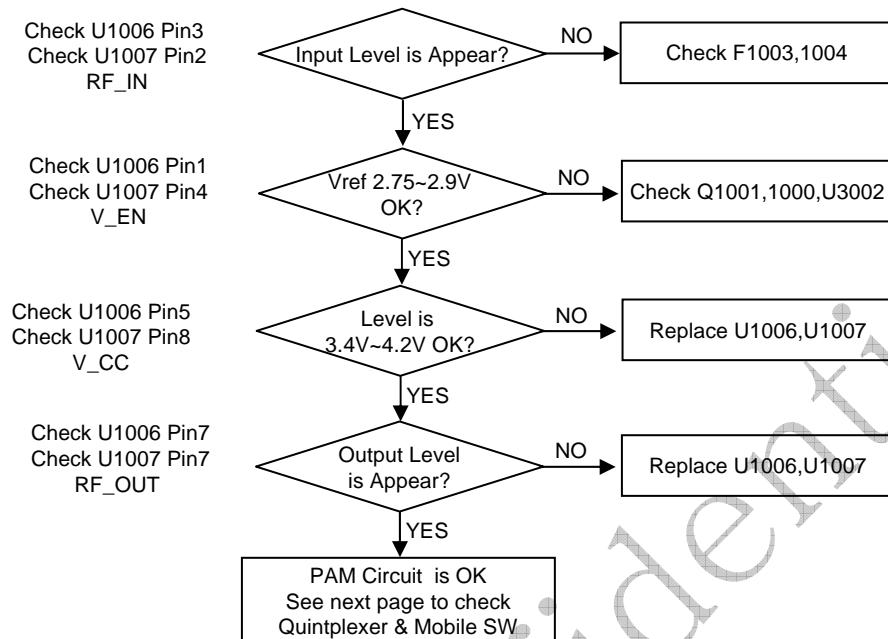 Check U1006 Pin3
Check U1007 Pin2
RF_IN
Input Level is Appear?
NO
Check F1003,1004
YES
Check U1006 Pin1
Check U1007 Pin4
V_EN
Vref 2.75~2.9V
OK?
NO
Check Q1001,1000,U3002
YES
Check U1006 Pin5
Check U1007 Pin8
V_CC
Level is
3.4V~4.2V OK?
NO
Replace U1006,U1007
YES
Check U1006 Pin7
Check U1007 Pin7
RF_OUT
Output Level
is Appear?
NO
Replace U1006,U1007
YES
PAM Circuit is OK
See next page to check
Quintplexer & Mobile SW